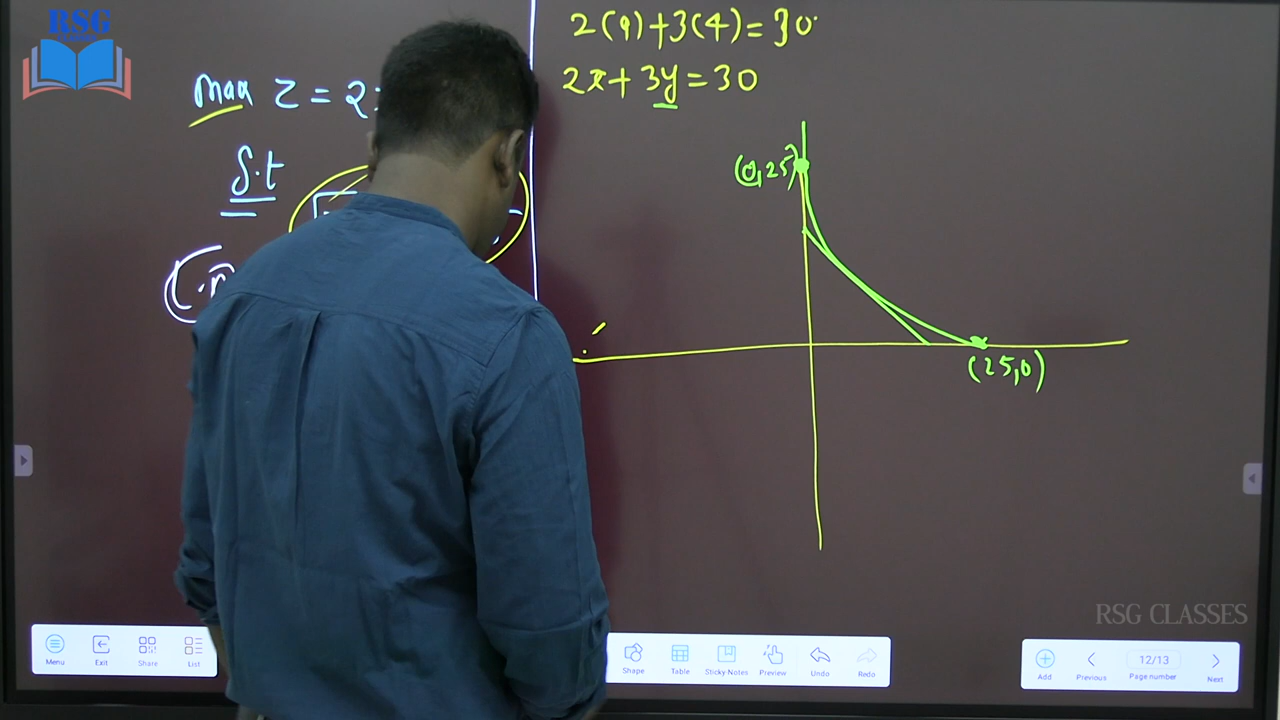 RSG
2(9)+3(4)=30
max z = 2
2x+3y=30
S.t
(0,25)
(25,0)
RSG CLASSES
Menu Exit Share List Shape Table Sticky Notes Preview Undo Redo Add Previous 12/13 Page number Next